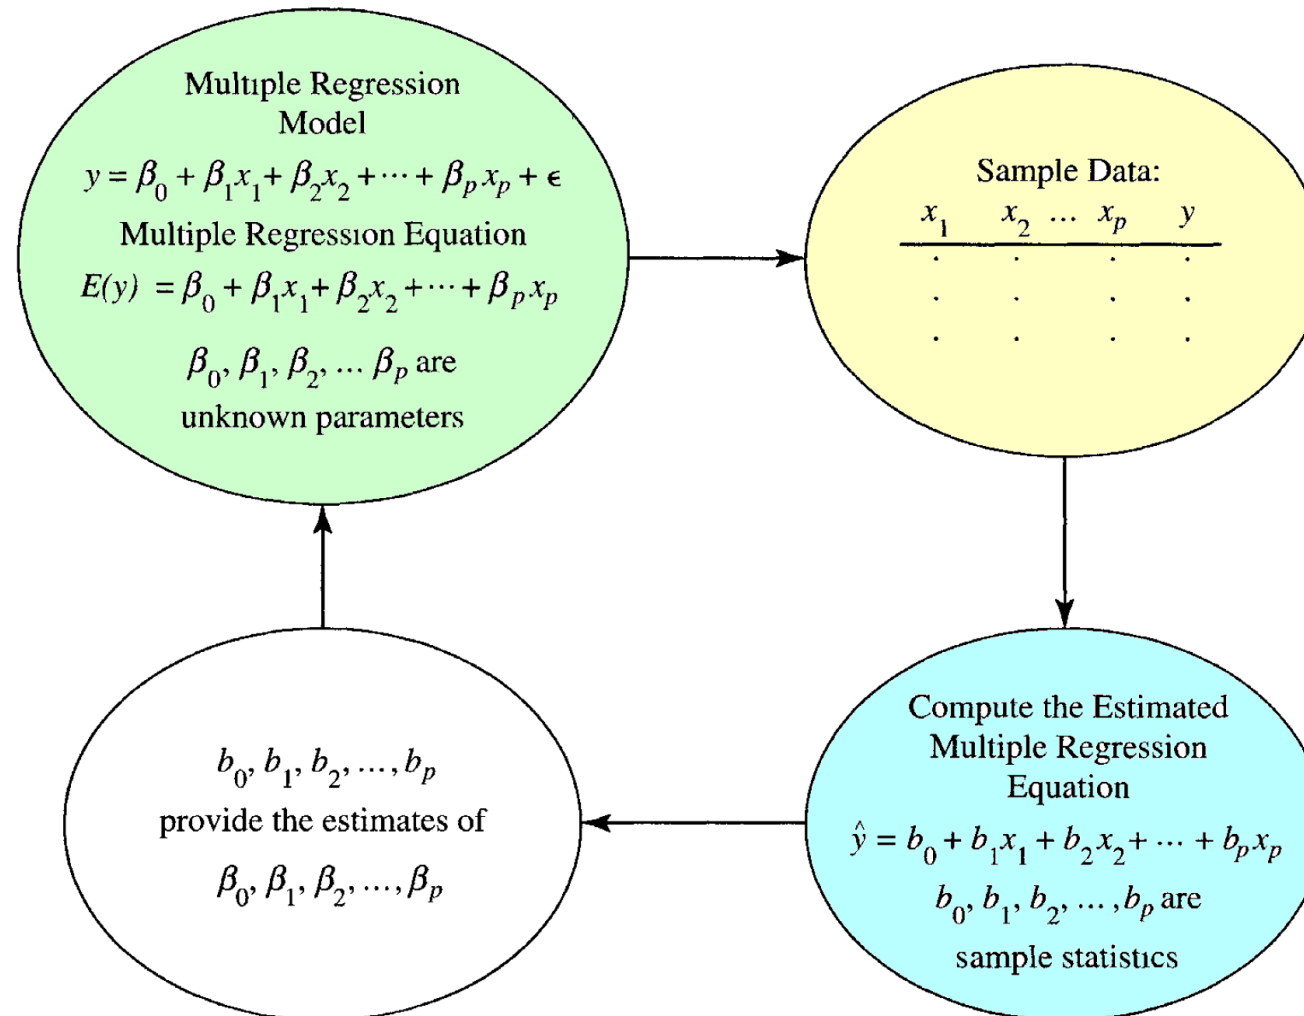 Multiple Regression
Model
y = β₀ + β₁x₁ + β₂x₂ + ⋯ + βₚxₚ + ϵ
Multiple Regression Equation
E(y) = β₀ + β₁x₁ + β₂x₂ + ⋯ + βₚxₚ
β₀, β₁, β₂, … βₚ are
unknown parameters
Sample Data:
x₁ x₂ … xₚ y
. . . .
. . . .
. . . .
Compute the Estimated
Multiple Regression
Equation
ŷ = b₀ + b₁x₁ + b₂x₂ + ⋯ + bₚxₚ
b₀, b₁, b₂, …, bₚ are
sample statistics
b₀, b₁, b₂, …, bₚ
provide the estimates of
β₀, β₁, β₂, …, βₚ